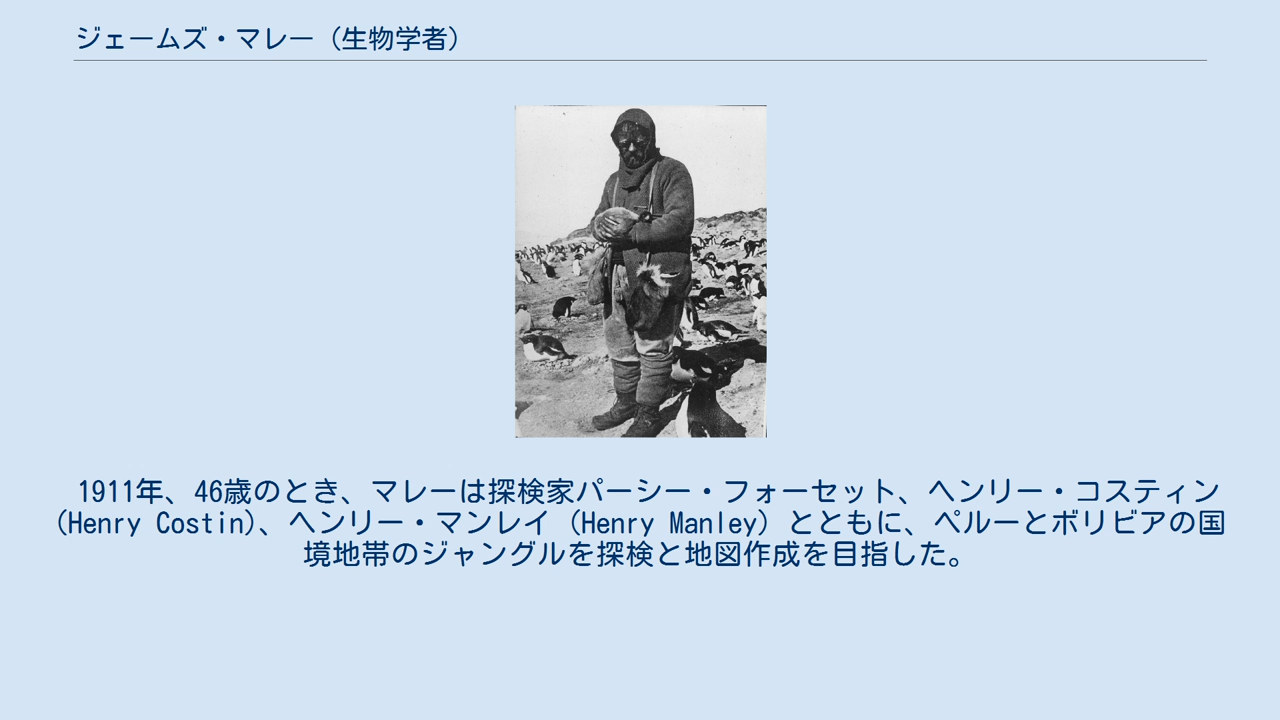 ジェームズ・マレー（生物学者）
1911年、46歳のとき、マレーは探検家パーシー・フォーセット、ヘンリー・コスティン
(Henry Costin)、ヘンリー・マンレイ（Henry Manley）とともに、ペルーとボリビアの国
境地帯のジャングルを探検と地図作成を目指した。